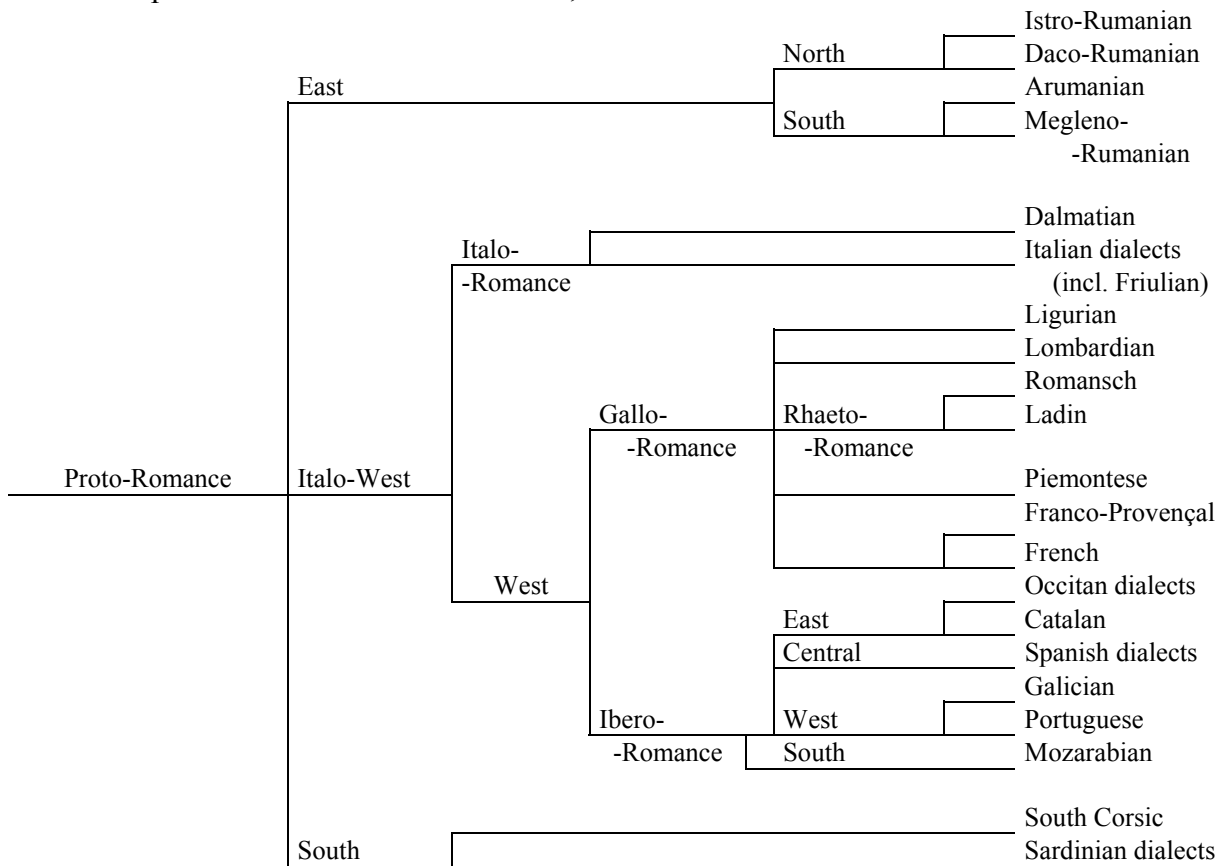 Istro-Rumanian
North Daco-Rumanian
East Arumanian
South Megleno-
-Rumanian
Dalmatian
Italo- Italian dialects
-Romance (incl. Friulian)
Ligurian
Lombardian
Romansch
Gallo- Rhaeto- Ladin
-Romance -Romance
Proto-Romance Italo-West Piemontese
Franco-Provençal
French
West Occitan dialects
East Catalan
Central Spanish dialects
Galician
Ibero- West Portuguese
-Romance South Mozarabian
South Corsic
South Sardinian dialects